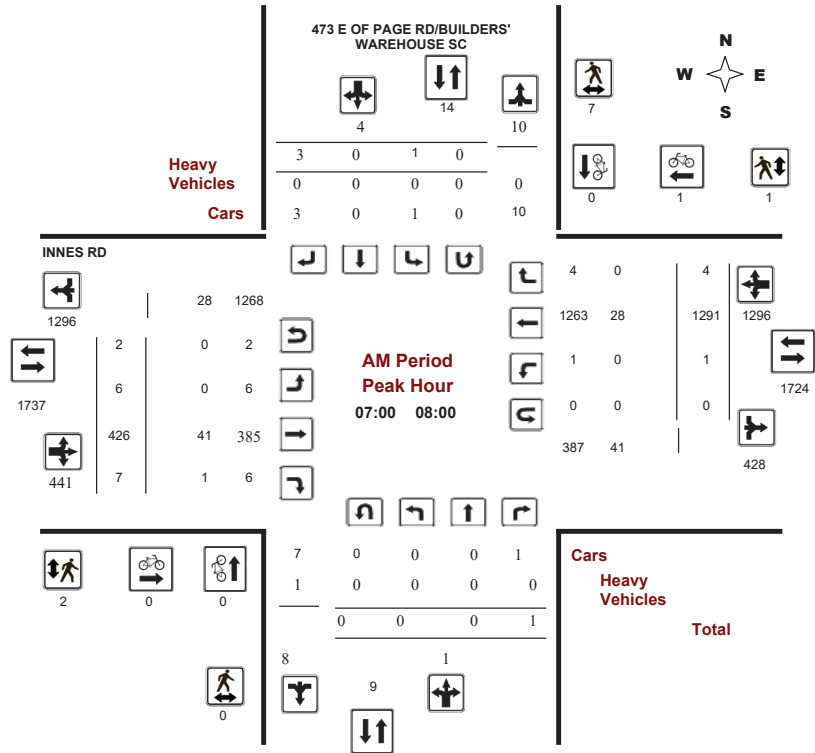 473 E OF PAGE RD/BUILDERS'
WAREHOUSE SC
N
W E
S
4
14
10
7
3 0 1 0
Heavy
Vehicles
0 0 0 0 0
Cars
3 0 1 0 10
0 1 1
INNES RD
28 1268
1296
2 0 2
1737
6 0 6
426 41 385
441
7 1 6
AM Period
Peak Hour
07:00 08:00
4 0 4
1263 28 1291 1296
1 0 1
1724
0 0 0
387 41
428
7 0 0 0 1
Cars
1 0 0 0 0
Heavy
Vehicles
0 0 0 1
Total
2 0 0
8 1
9
0